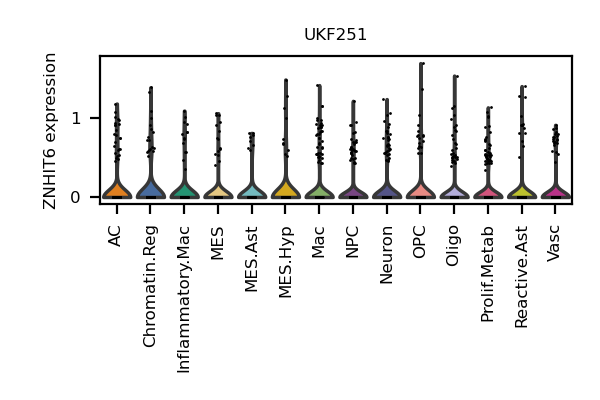 UKF251
ZNHIT6 expression
1
0
AC
Chromatin.Reg
Inflammatory.Mac
MES
MES.Ast
MES.Hyp
Mac
NPC
Neuron
OPC
Oligo
Prolif.Metab
Reactive.Ast
Vasc